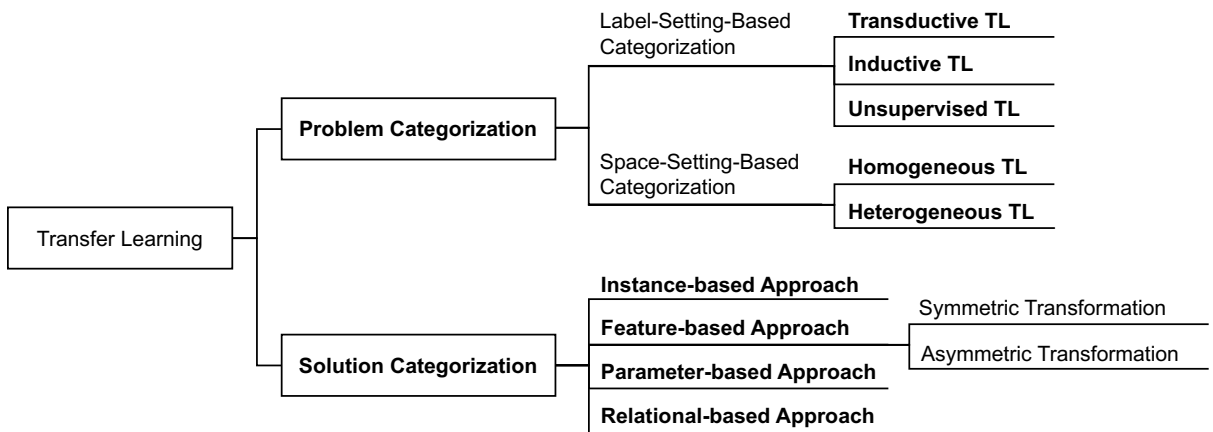 Label-Setting-Based
Categorization
Transductive TL
Inductive TL
Unsupervised TL
Problem Categorization
Space-Setting-Based
Categorization
Homogeneous TL
Heterogeneous TL
Transfer Learning
Instance-based Approach
Feature-based Approach
Symmetric Transformation
Asymmetric Transformation
Solution Categorization
Parameter-based Approach
Relational-based Approach